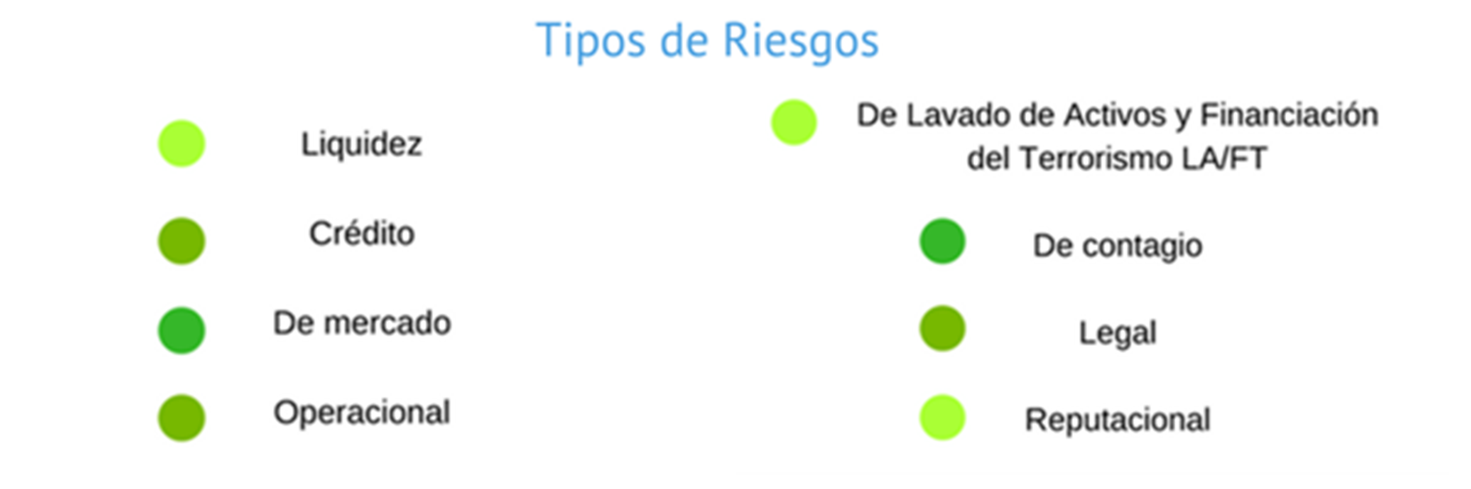 Tipos de Riesgos
Liquidez
Crédito
De mercado
Operacional
De Lavado de Activos y Financiación
del Terrorismo LA/FT
De contagio
Legal
Reputacional